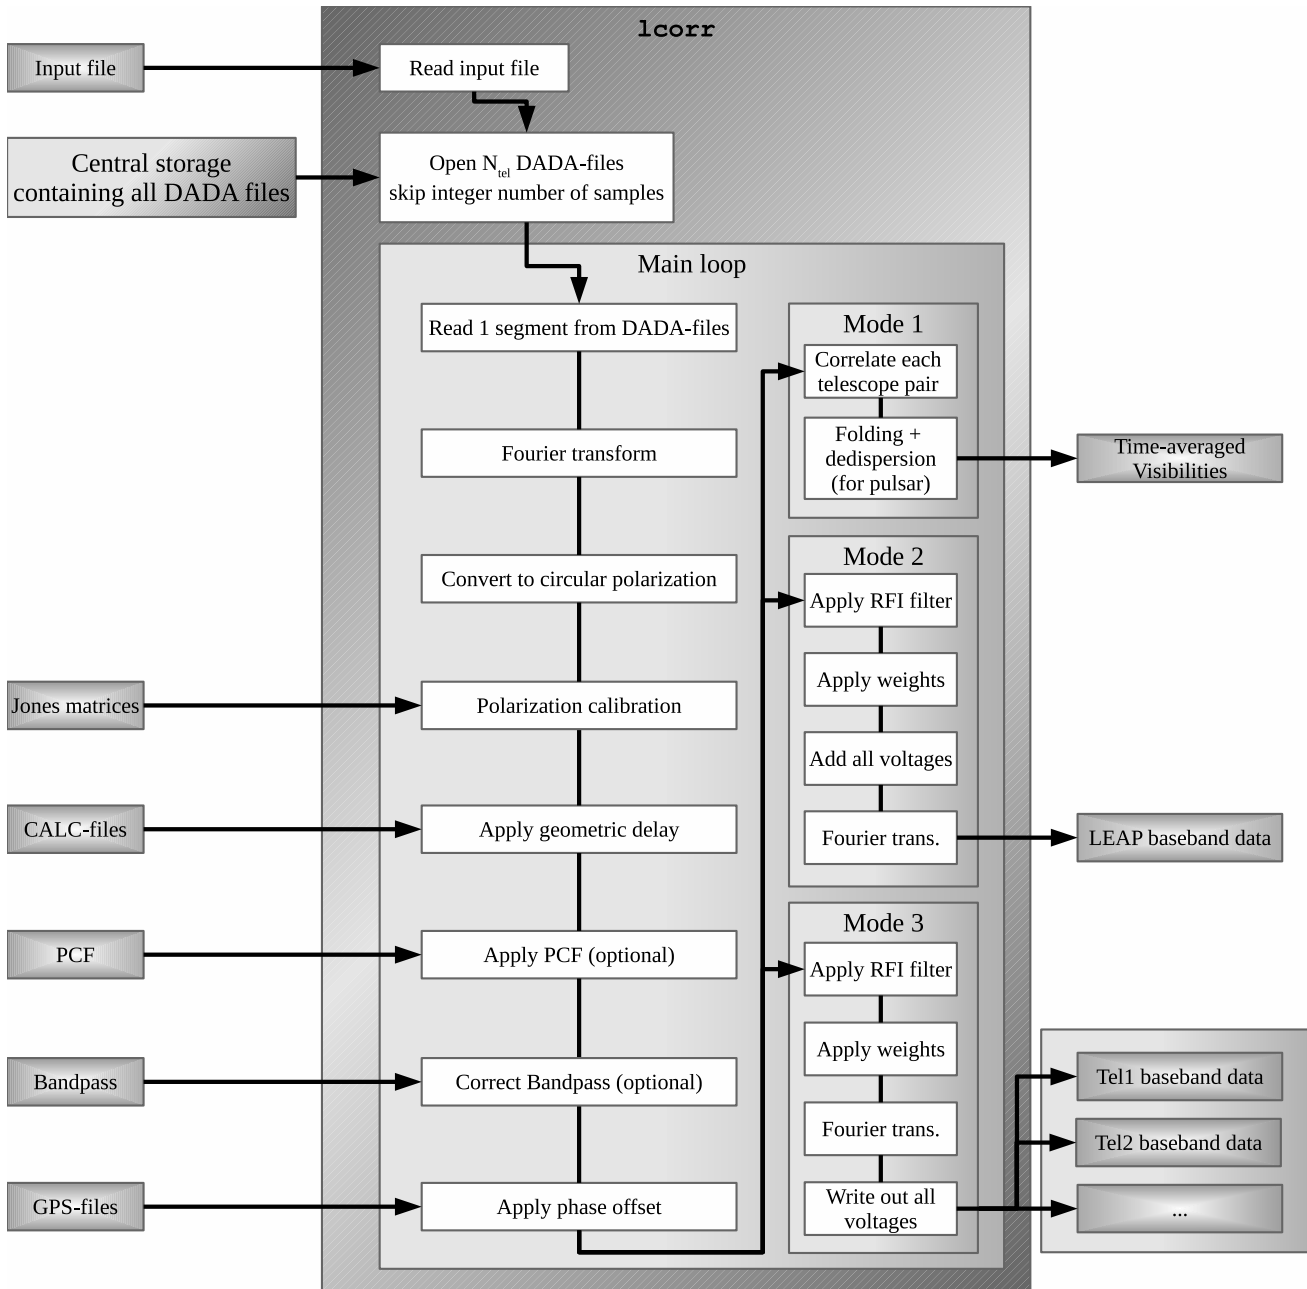 lcorr
Input file
Read input file
Central storage
containing all DADA files
Open Ntel DADA-files
skip integer number of samples
Main loop
Read 1 segment from DADA-files
Fourier transform
Convert to circular polarization
Jones matrices
Polarization calibration
CALC-files
Apply geometric delay
PCF
Apply PCF (optional)
Bandpass
Correct Bandpass (optional)
GPS-files
Apply phase offset
Mode 1
Correlate each
telescope pair
Folding +
dedispersion
(for pulsar)
Time-averaged
Visibilities
Mode 2
Apply RFI filter
Apply weights
Add all voltages
Fourier trans.
LEAP baseband data
Mode 3
Apply RFI filter
Apply weights
Fourier trans.
Write out all
voltages
Tel1 baseband data
Tel2 baseband data
...